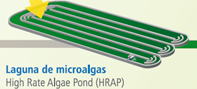 Laguna de microalgas
High Rate Algae Pond (HRAP)